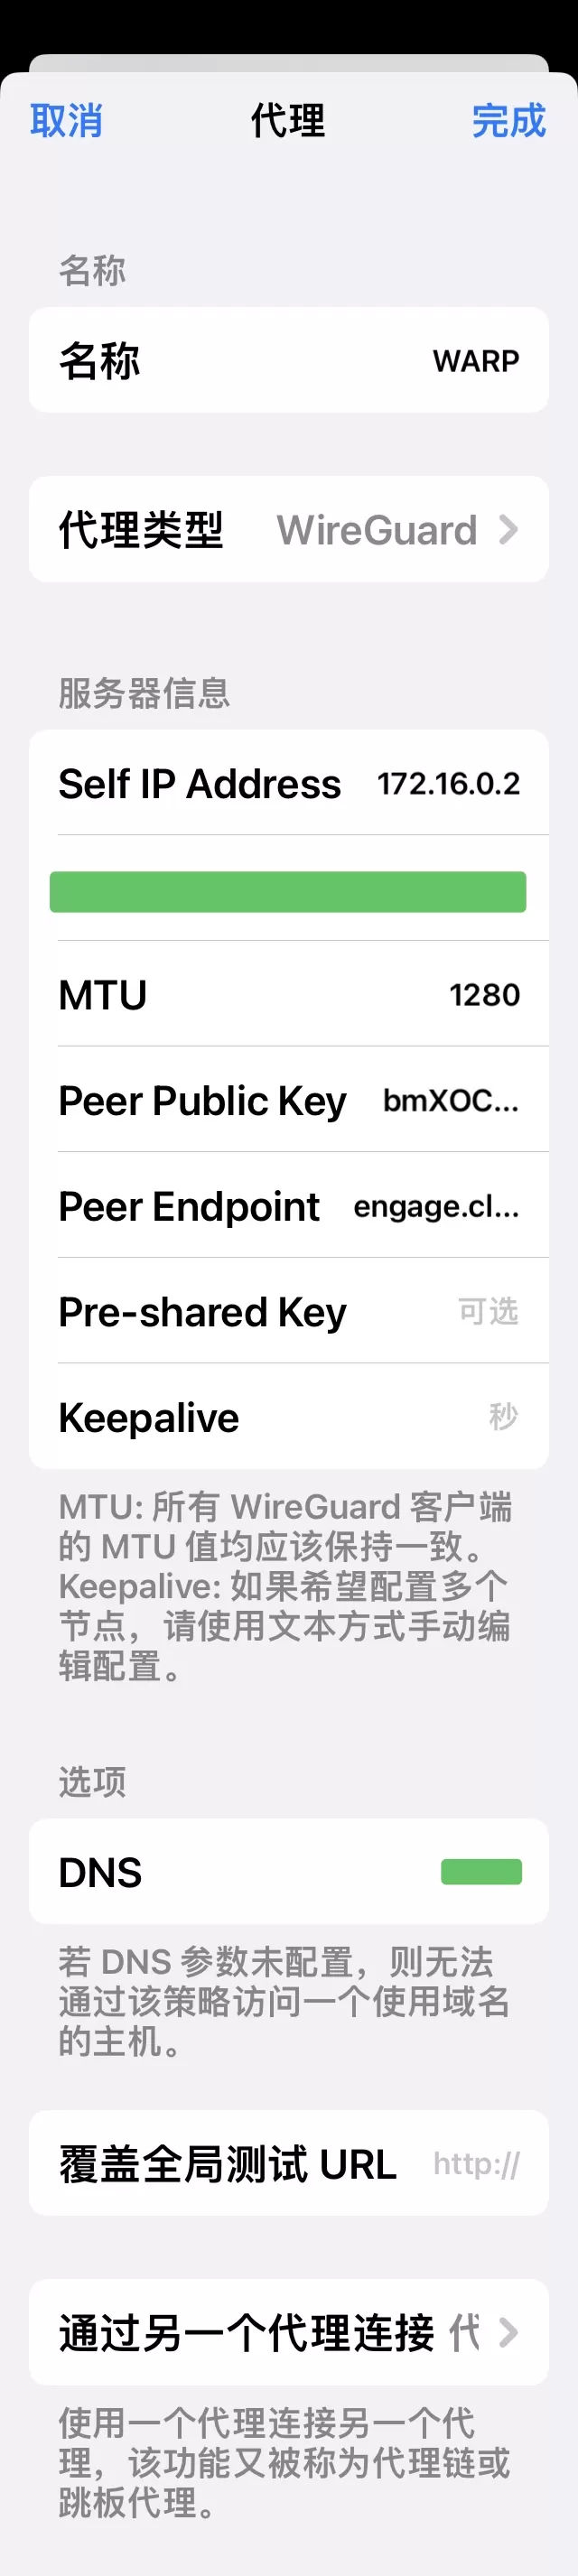 取消 代理 完成
名称
名称 WARP
代理类型 WireGuard
服务器信息
Self IP Address 172.16.0.2
MTU 1280
Peer Public Key bmXOC...
Peer Endpoint engage.cl...
Pre-shared Key 可选
Keepalive 秒
MTU: 所有 WireGuard 客户端
的 MTU 值均应该保持一致。
Keepalive: 如果希望配置多个
节点，请使用文本方式手动编
辑配置。
选项
DNS
若 DNS 参数未配置，则无法
通过该策略访问一个使用域名
的主机。
覆盖全局测试 URL http://
通过另一个代理连接 代
使用一个代理连接另一个代
理，该功能又被称为代理链或
跳板代理。